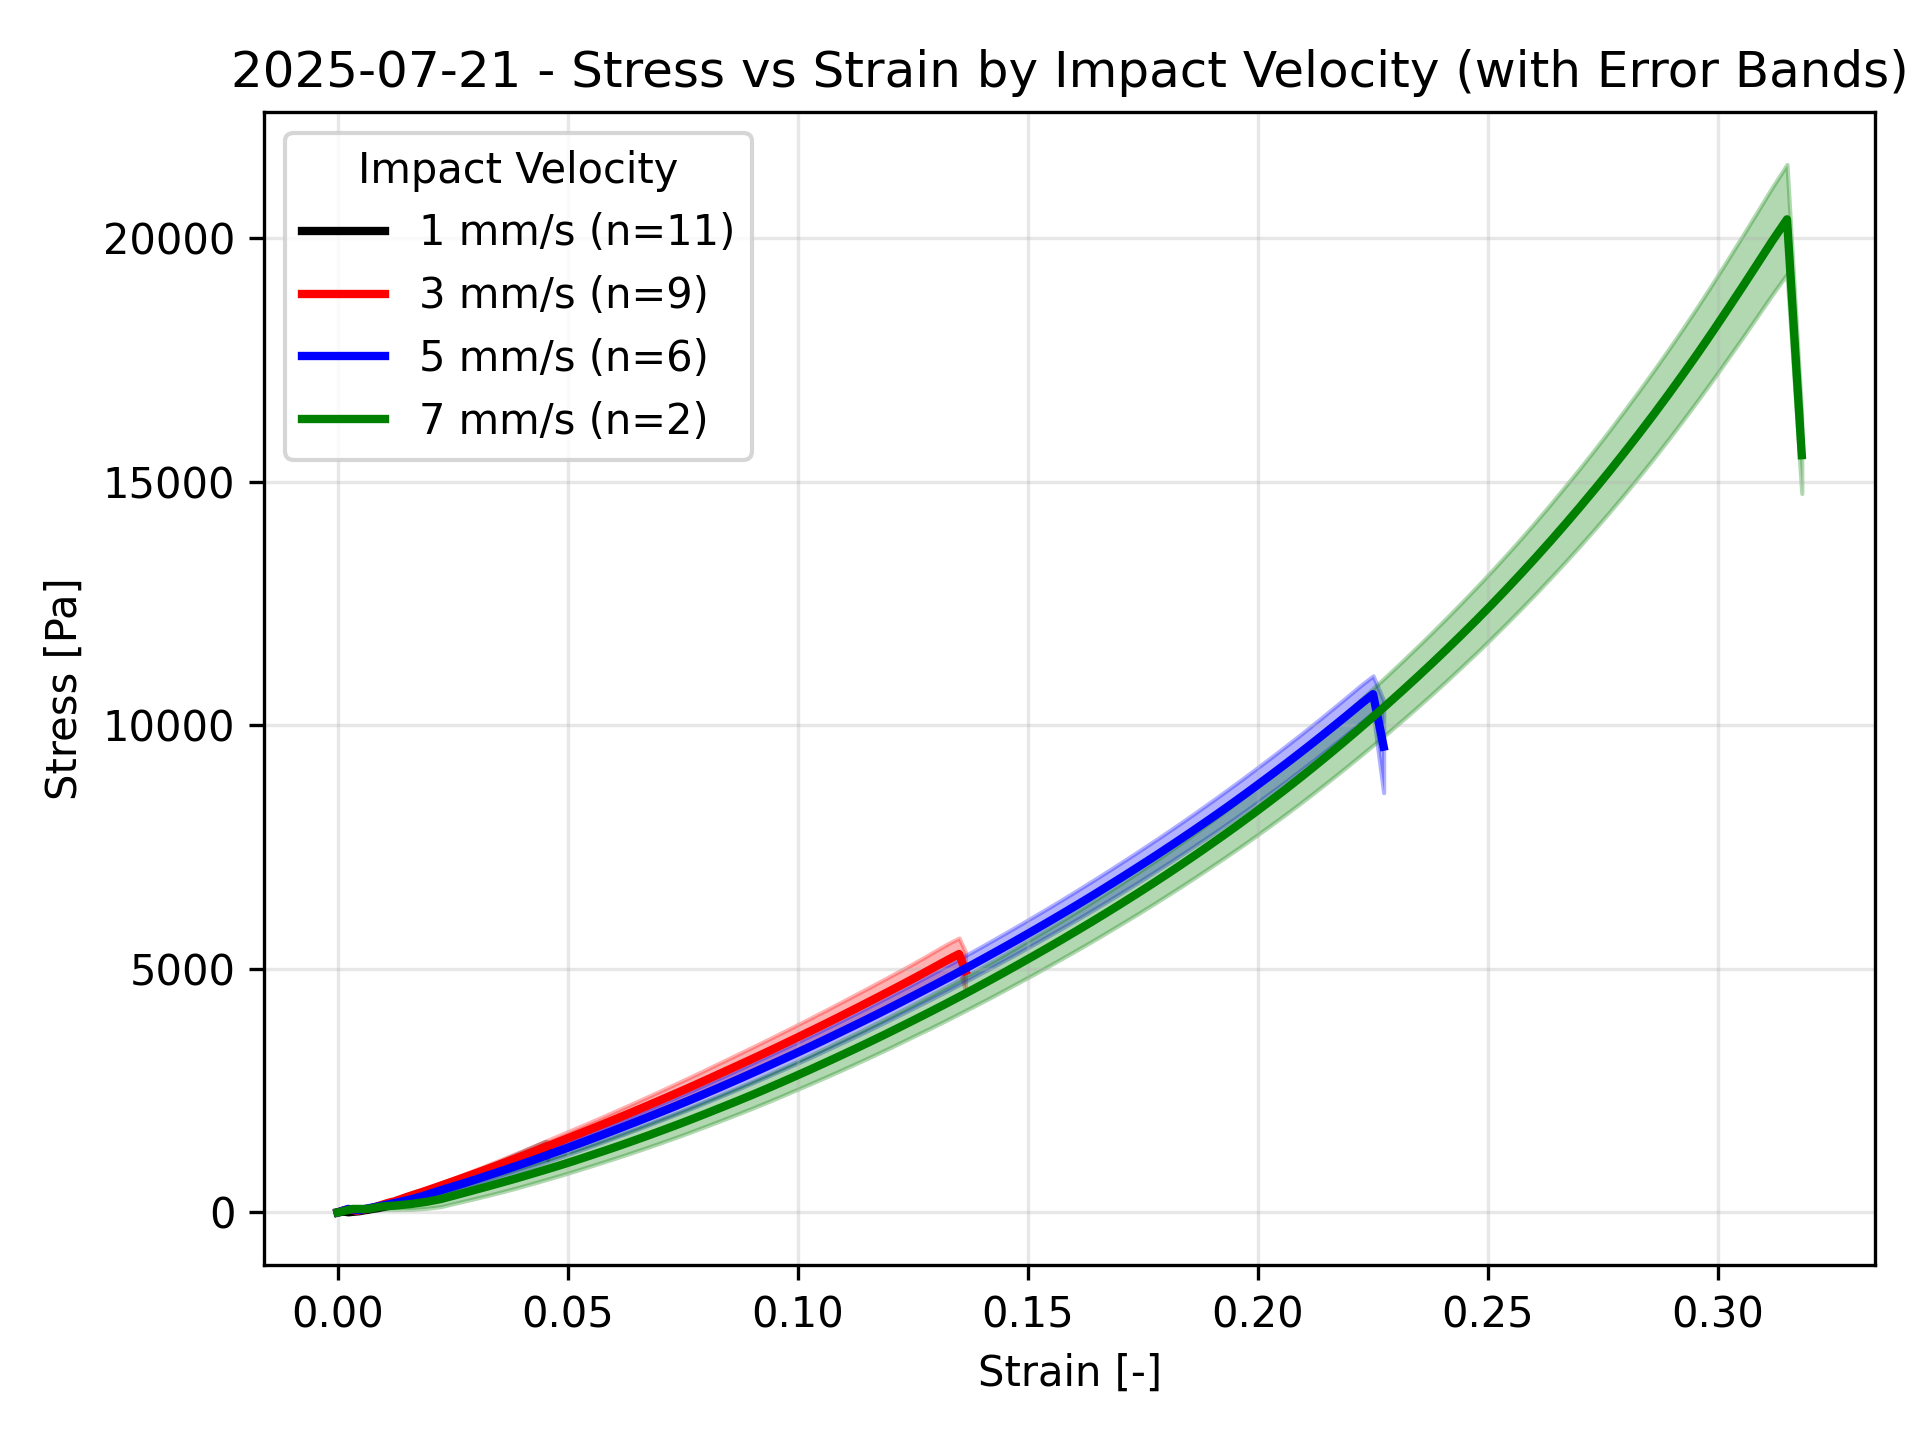 2025-07-21 - Stress vs Strain by Impact Velocity (with Error Bands)
Impact Velocity
1 mm/s (n=11)
3 mm/s (n=9)
5 mm/s (n=6)
7 mm/s (n=2)
Stress [Pa]
20000
15000
10000
5000
0
0.00 0.05 0.10 0.15 0.20 0.25 0.30
Strain [-]